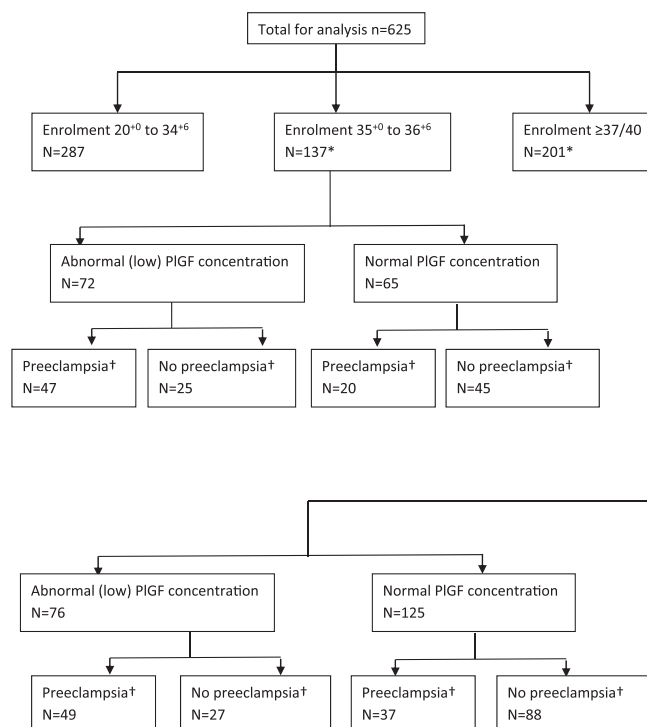 Total for analysis n=625
Enrolment 20⁺⁰ to 34⁺⁶
N=287
Enrolment 35⁺⁰ to 36⁺⁶
N=137*
Enrolment ≥37/40
N=201*
Abnormal (low) PlGF concentration
N=72
Normal PlGF concentration
N=65
Preeclampsia†
N=47
No preeclampsia†
N=25
Preeclampsia†
N=20
No preeclampsia†
N=45
Abnormal (low) PlGF concentration
N=76
Normal PlGF concentration
N=125
Preeclampsia†
N=49
No preeclampsia†
N=27
Preeclampsia†
N=37
No preeclampsia†
N=88